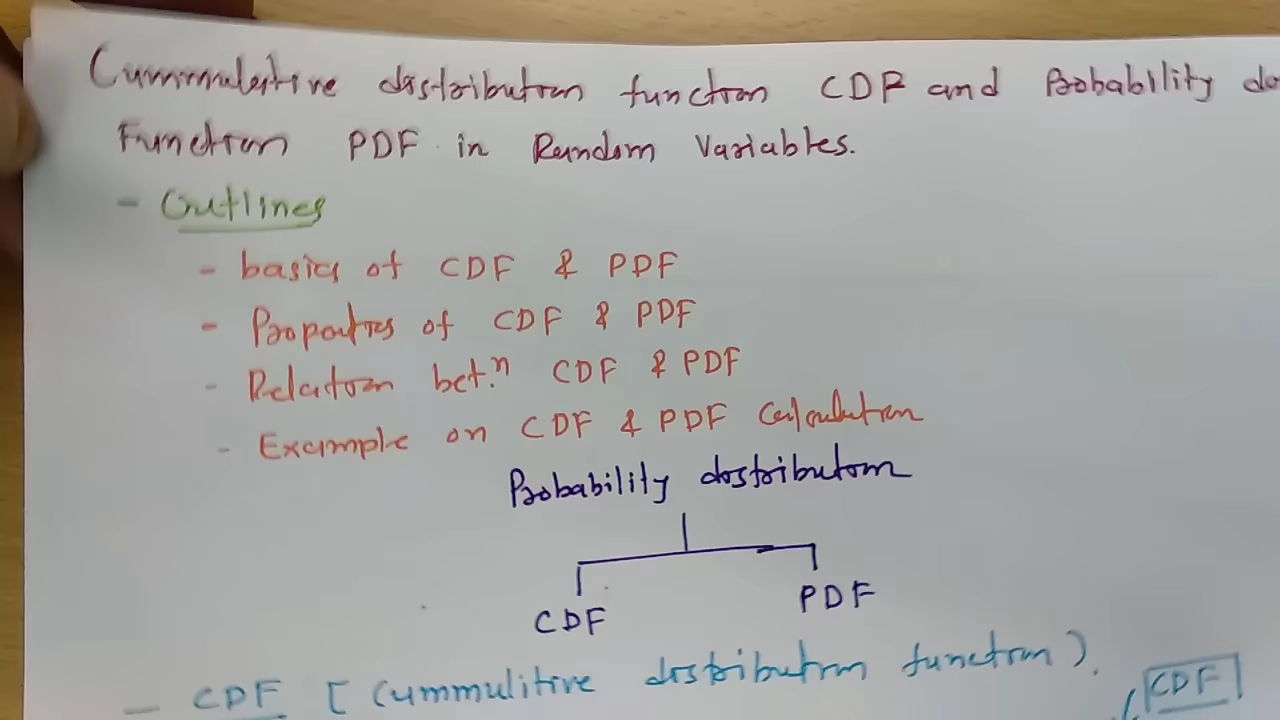 Cummulative distribution function CDF and Probability
Function PDF in Random Variables.
- Outlines
- basics of CDF & PDF
- Properties of CDF & PDF
- Relation bet.n CDF & PDF
- Example on CDF & PDF Calculation
Probability distribution
CDF PDF
- CDF [ Cummulitive distribution function ).
CDF